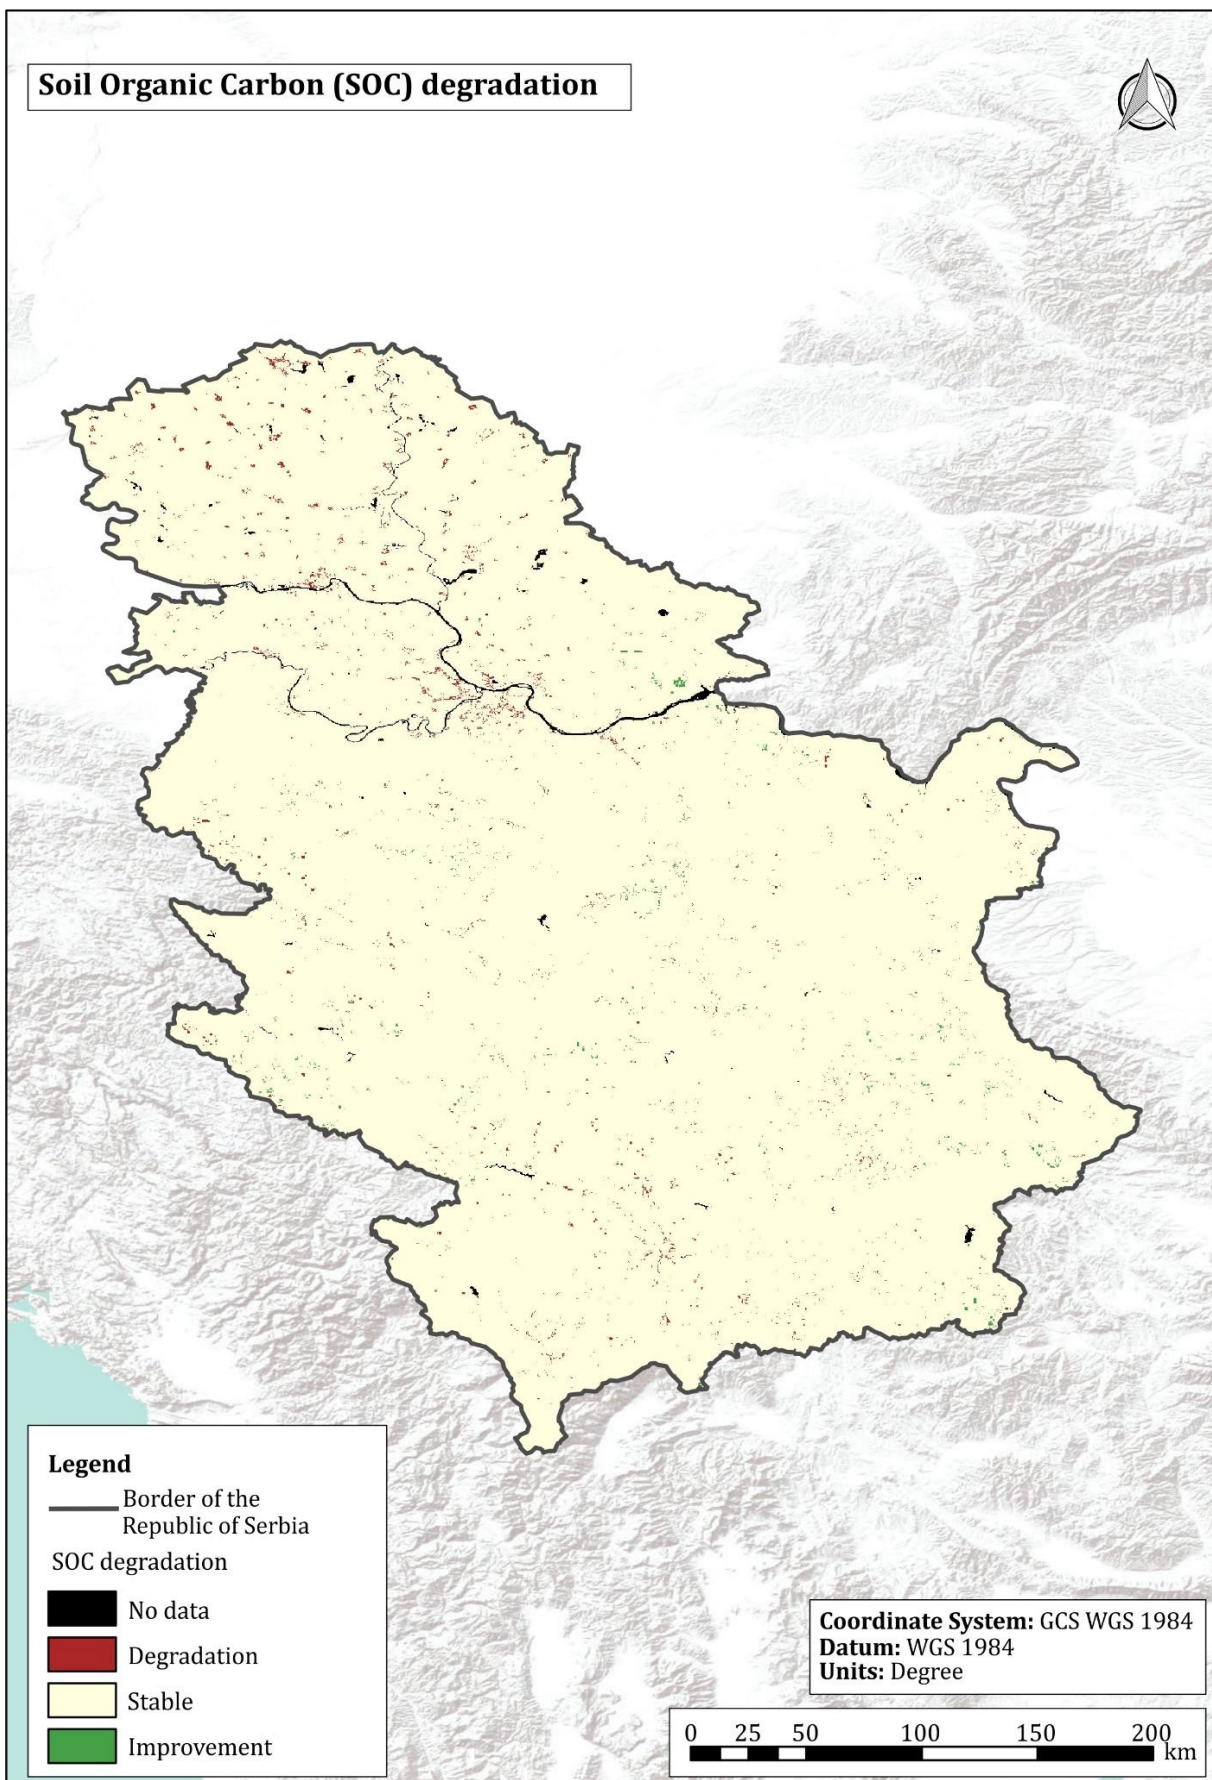 Soil Organic Carbon (SOC) degradation
Legend
Border of the
Republic of Serbia
SOC degradation
No data
Degradation
Stable
Improvement
Coordinate System: GCS WGS 1984
Datum: WGS 1984
Units: Degree
0 25 50 100 150 200
km